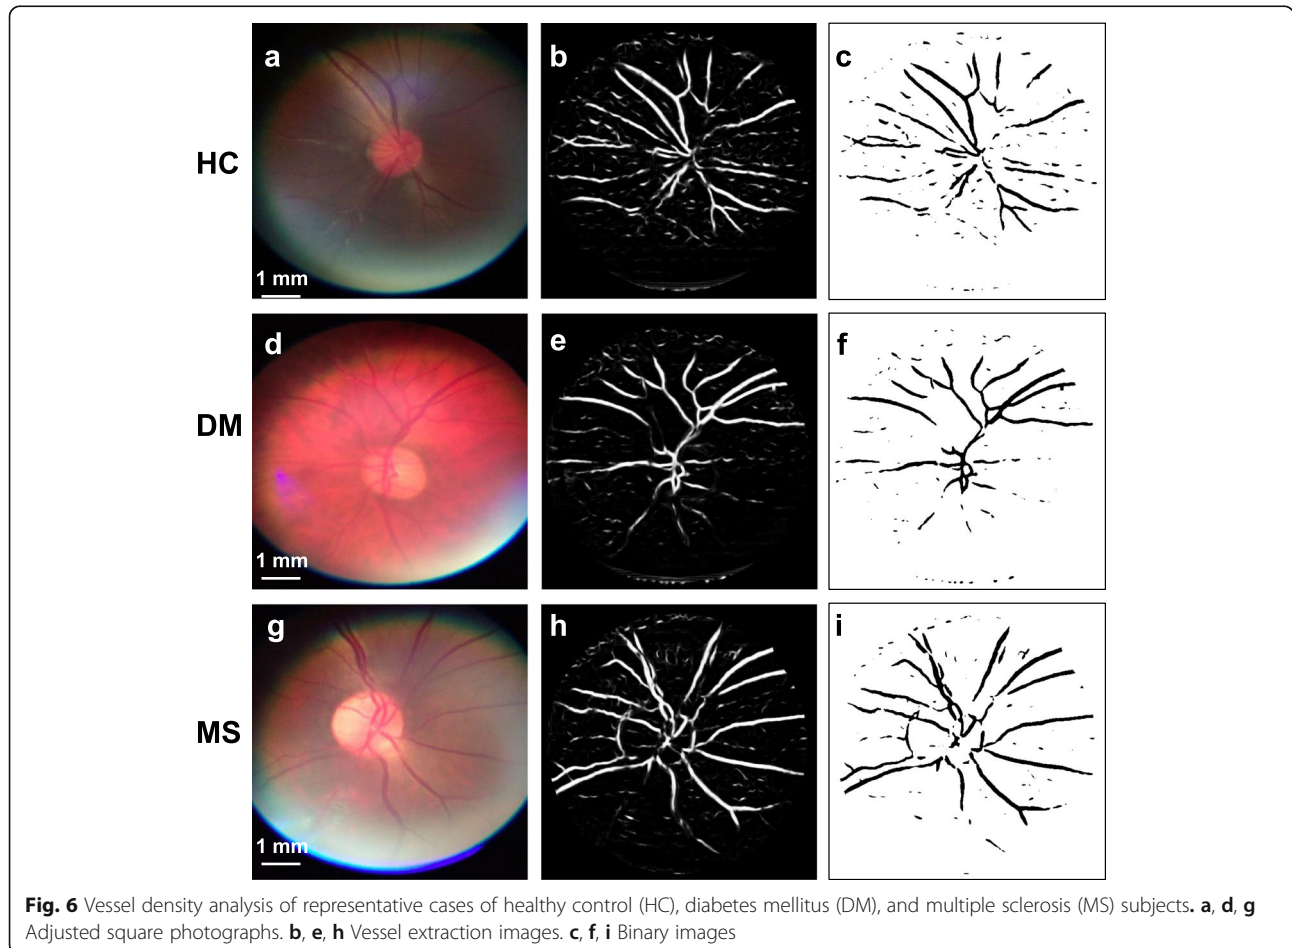 a
b
c
HC
1 mm
d
e
f
DM
1 mm
g
h
i
MS
1 mm
Fig. 6 Vessel density analysis of representative cases of healthy control (HC), diabetes mellitus (DM), and multiple sclerosis (MS) subjects. a, d, g
Adjusted square photographs. b, e, h Vessel extraction images. c, f, i Binary images